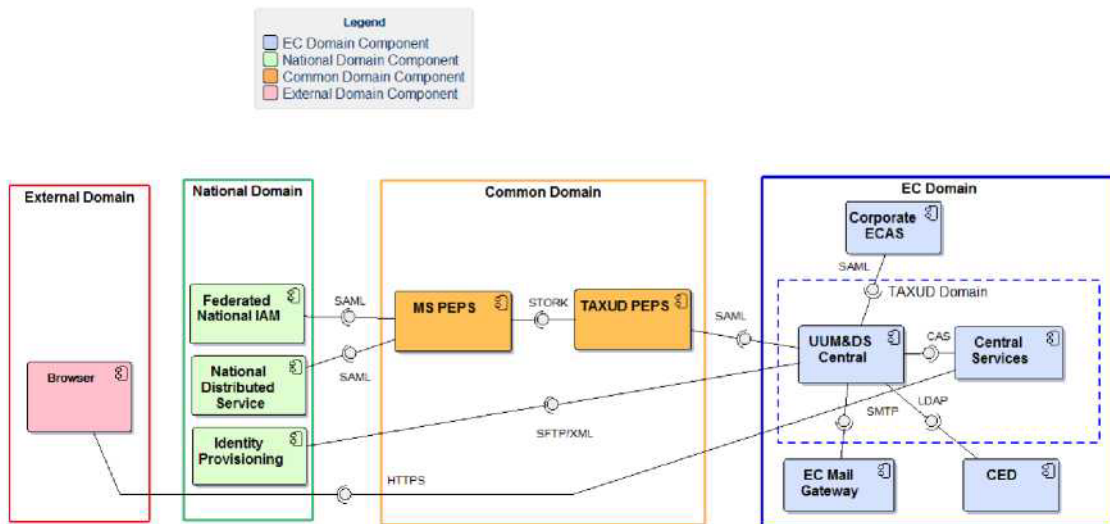 Legend
EC Domain Component
National Domain Component
Common Domain Component
External Domain Component
External Domain
National Domain
Common Domain
EC Domain
Corporate
ECAS
SAML
TAXUD Domain
Federated
National IAM
SAML
MS PEPS
STORK
TAXUD PEPS
SAML
UUM&DS
Central
CAS
Central
Services
Browser
National
Distributed
Service
SAML
LDAP
SMTP
Identity
Provisioning
SFTP/XML
HTTPS
EC Mail
Gateway
CED